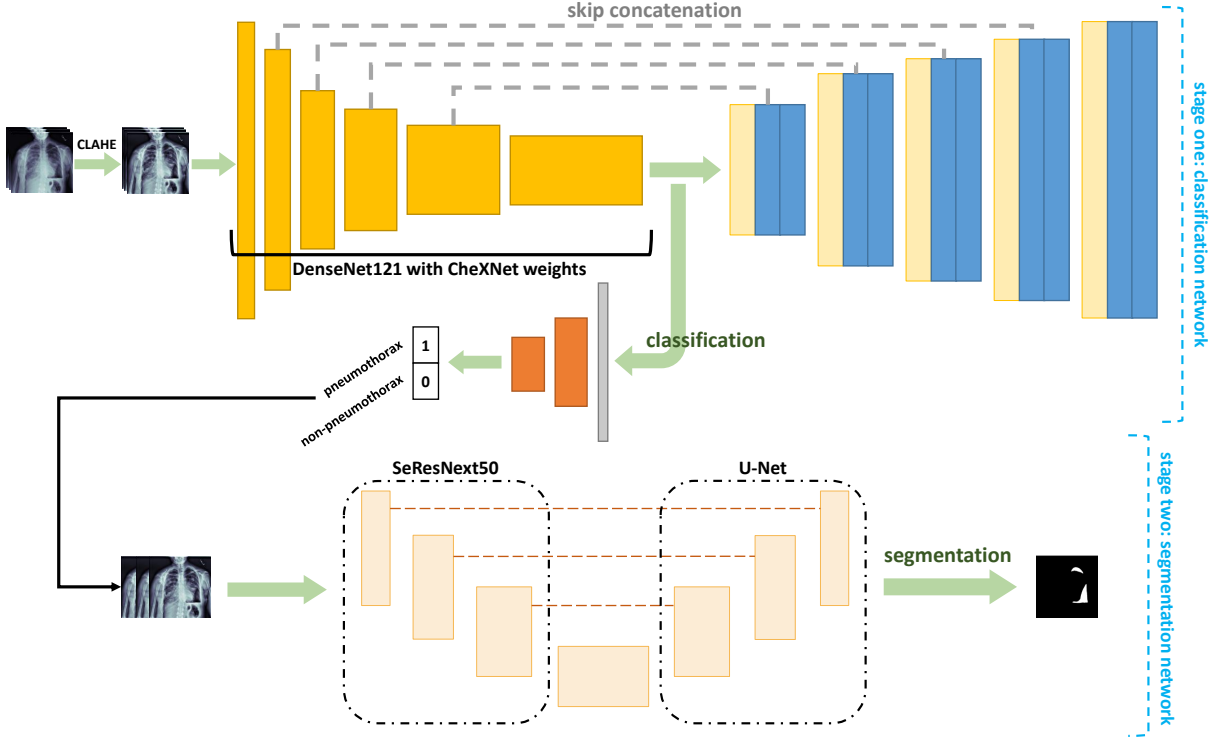 skip concatenation
CLAHE
DenseNet121 with CheXNet weights
stage one: classification network
classification
pneumothorax
1
non-pneumothorax
0
SeResNext50
U-Net
segmentation
stage two: segmentation network